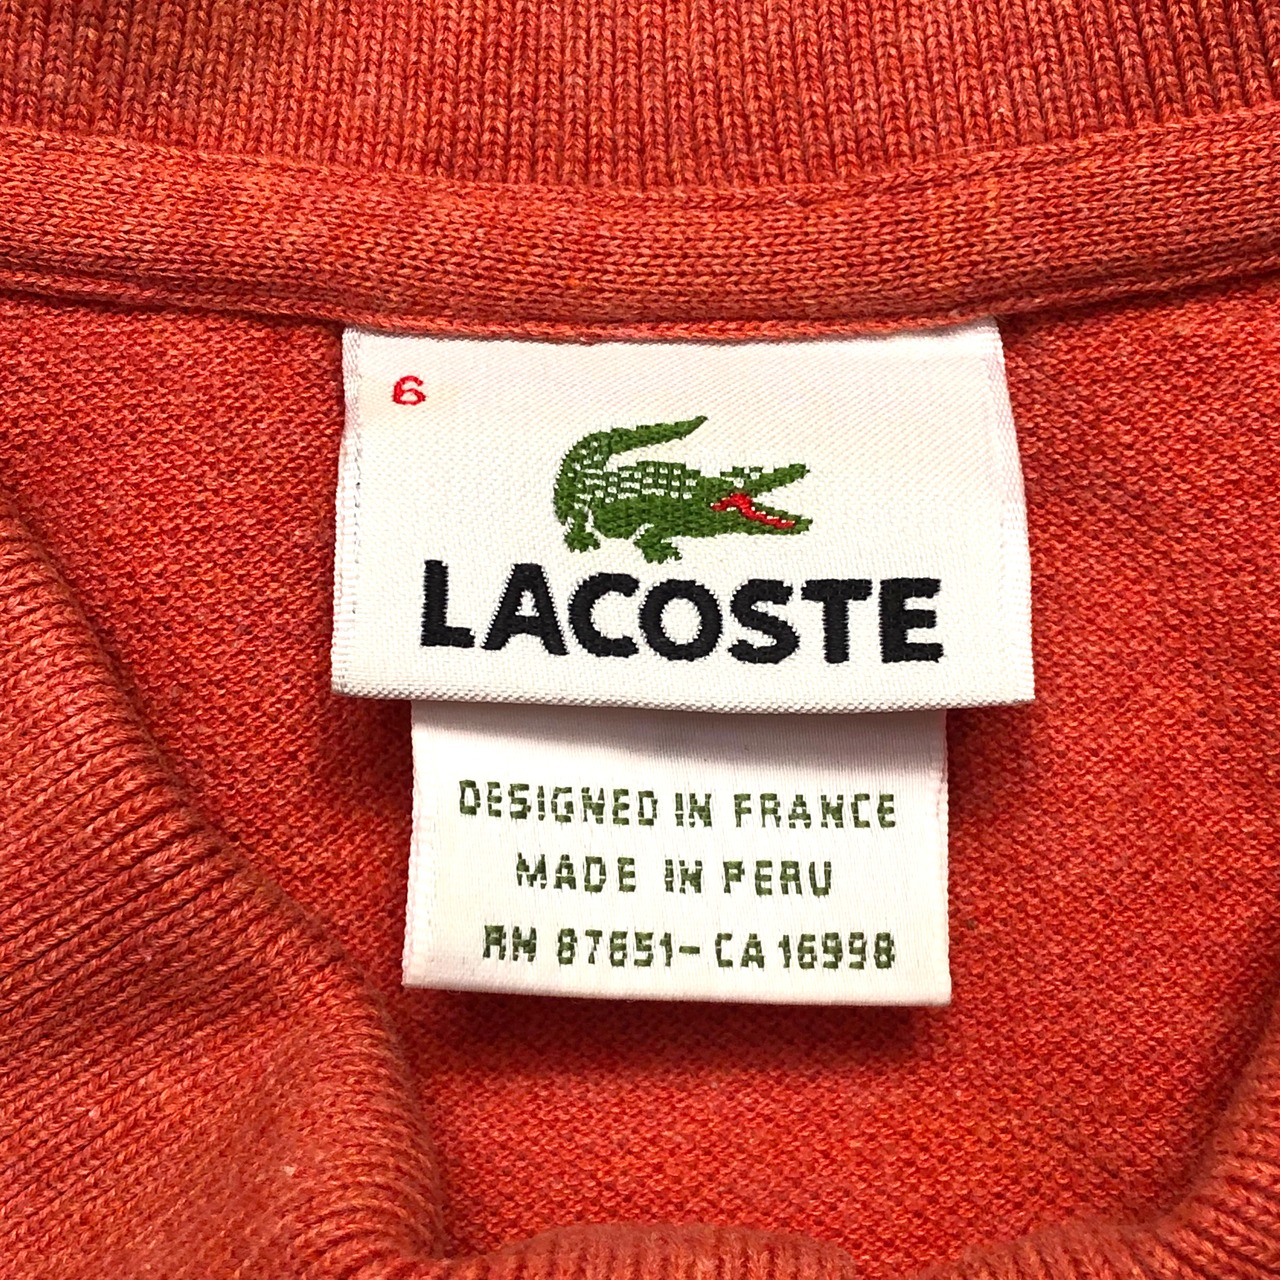 6
LACOSTE
DESIGNED IN FRANCE
MADE IN PERU
RN 87651-CA 16998